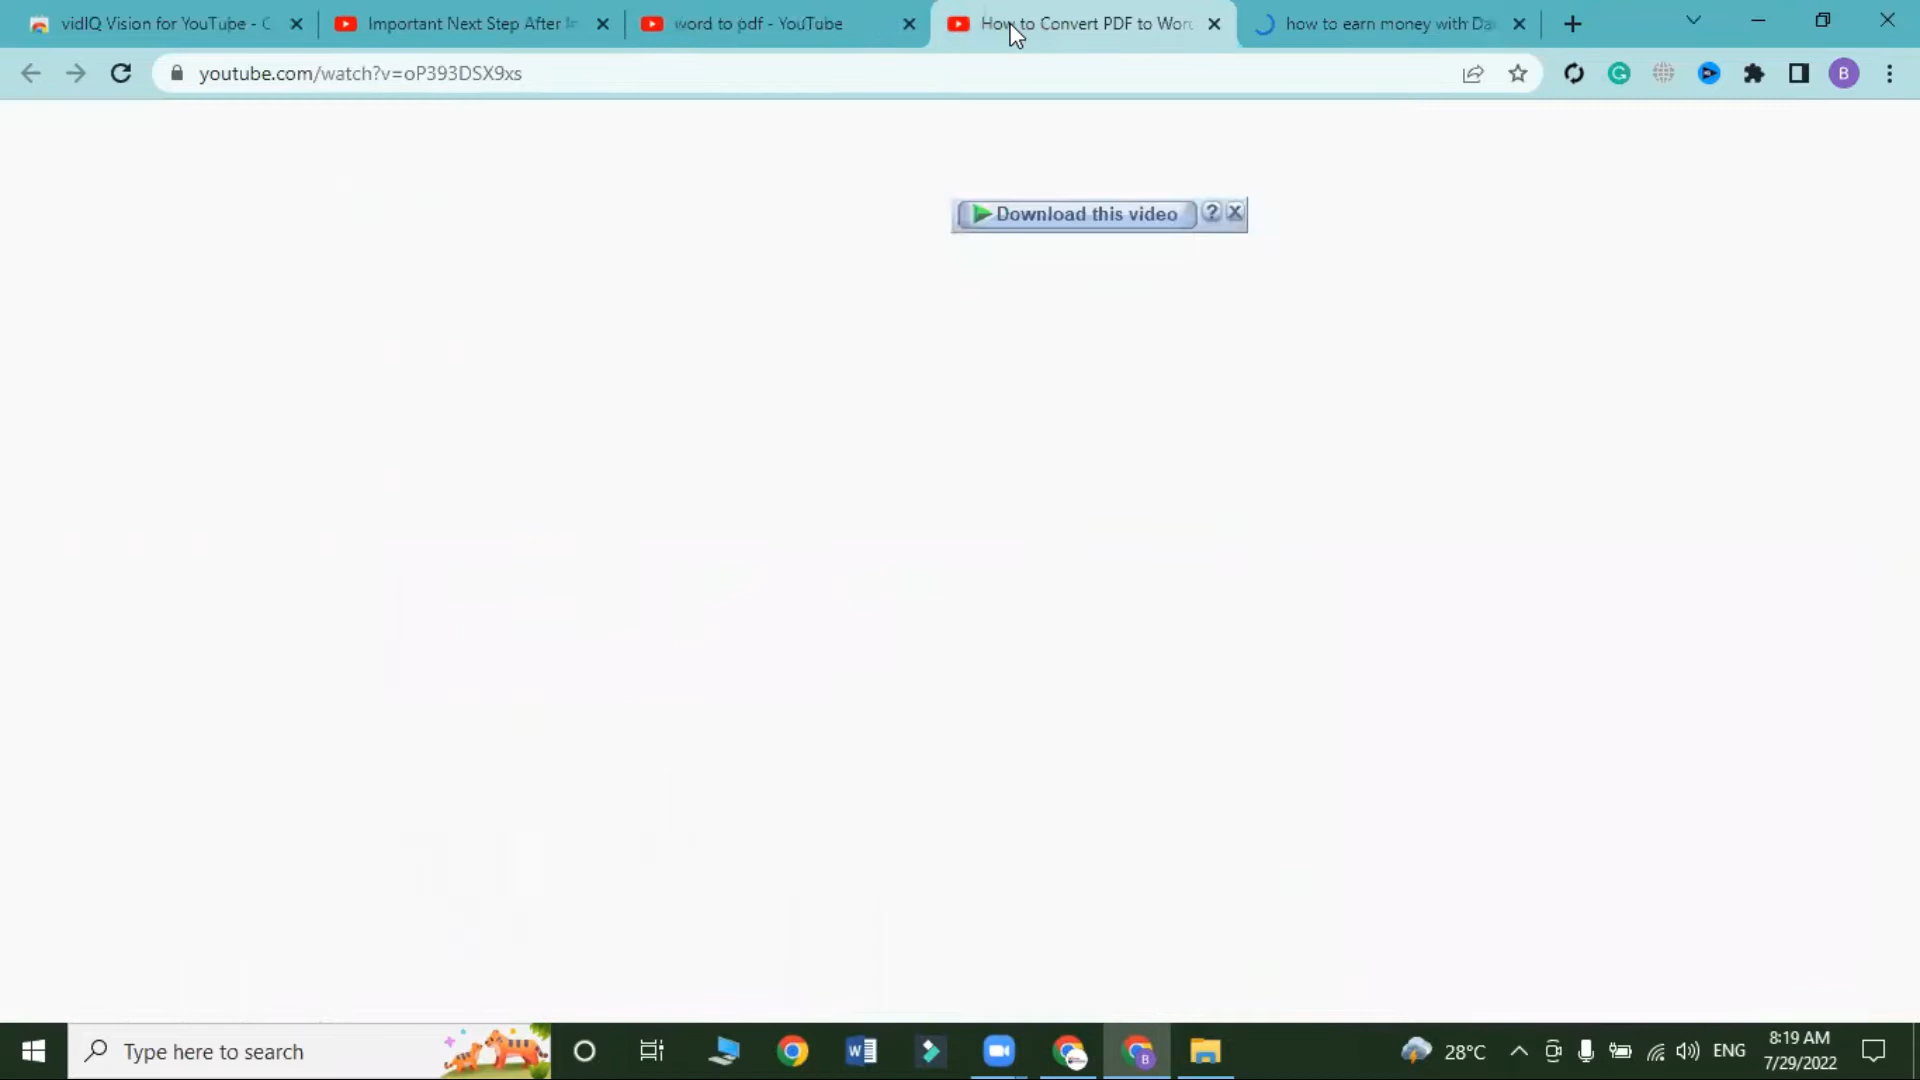 vidIQ Vision for YouTube - C
Important Next Step After I
word to pdf - YouTube
How to Convert PDF to Word
how to earn money with Da
youtube.com/watch?v=oP393DSX9xs
B
Download this video
?
Type here to search
B
28°C
ENG
8:19 AM
7/29/2022